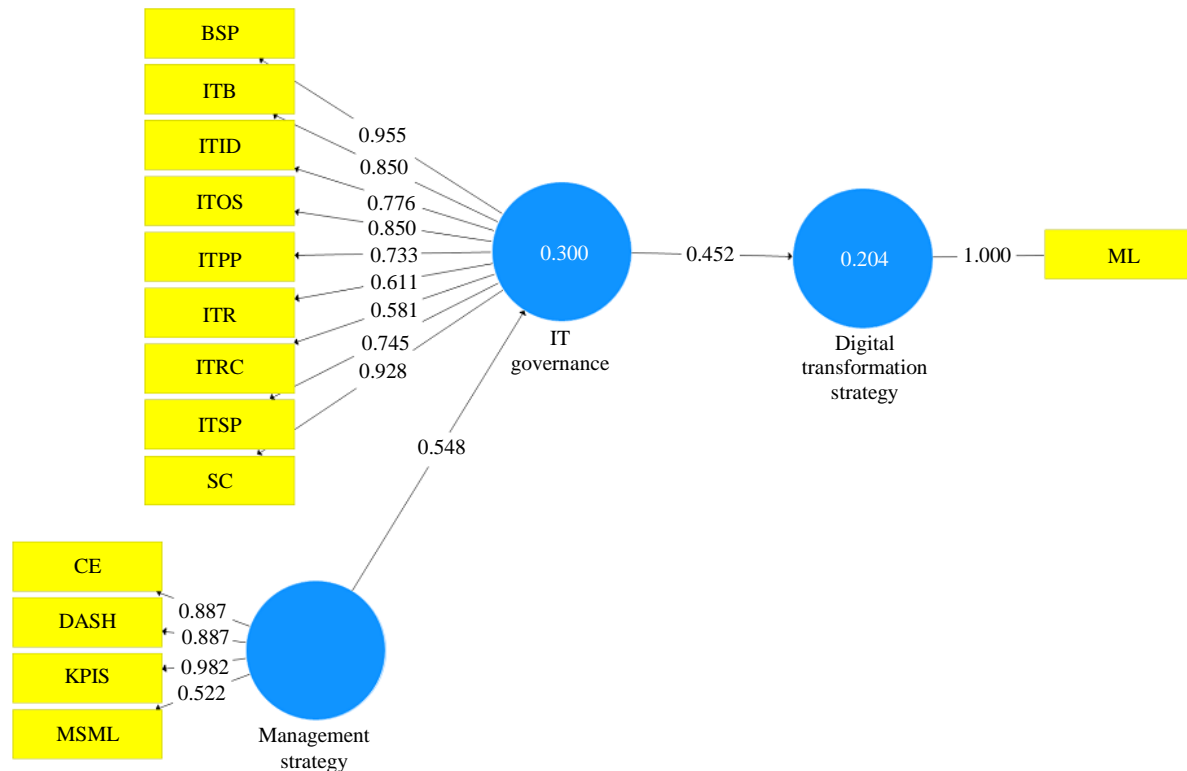 BSP
ITB
ITID
ITOS
ITPP
ITR
ITRC
ITSP
SC
0.955
0.850
0.776
0.850
0.733
0.611
0.581
0.745
0.928
0.300
IT
governance
0.452
0.204
Digital
transformation
strategy
1.000
ML
0.548
CE
DASH
KPIS
MSML
0.887
0.887
0.982
0.522
Management
strategy